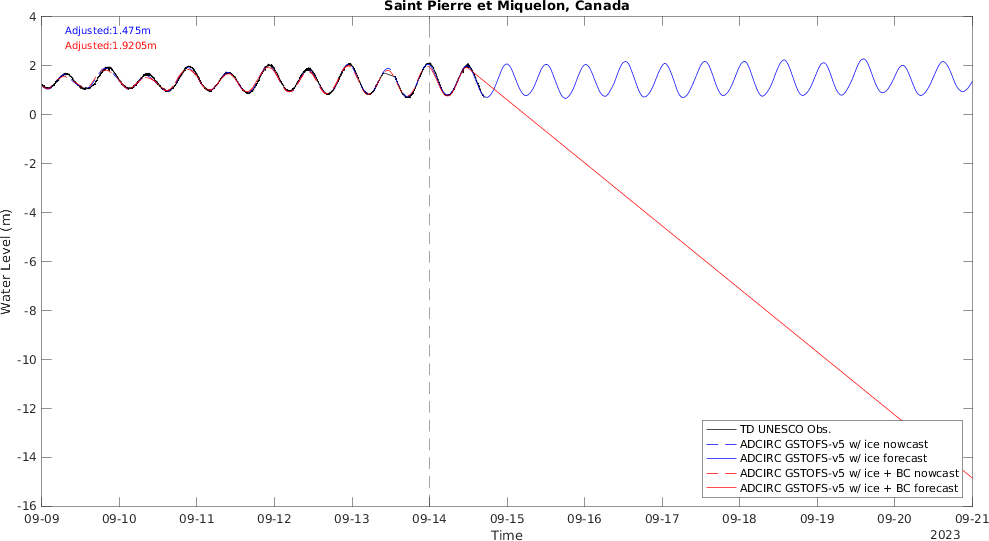 Saint Pierre et Miquelon, Canada
Adjusted:1.475m
Adjusted:1.9205m
4
2
0
-2
-4
-6
-8
-10
-12
-14
-16
Water Level (m)
TD UNESCO Obs.
ADCIRC GSTOFS-v5 w/ ice nowcast
ADCIRC GSTOFS-v5 w/ ice forecast
ADCIRC GSTOFS-v5 w/ ice + BC nowcast
ADCIRC GSTOFS-v5 w/ ice + BC forecast
09-09 09-10 09-11 09-12 09-13 09-14 09-15 09-16 09-17 09-18 09-19 09-20 09-21
Time
2023